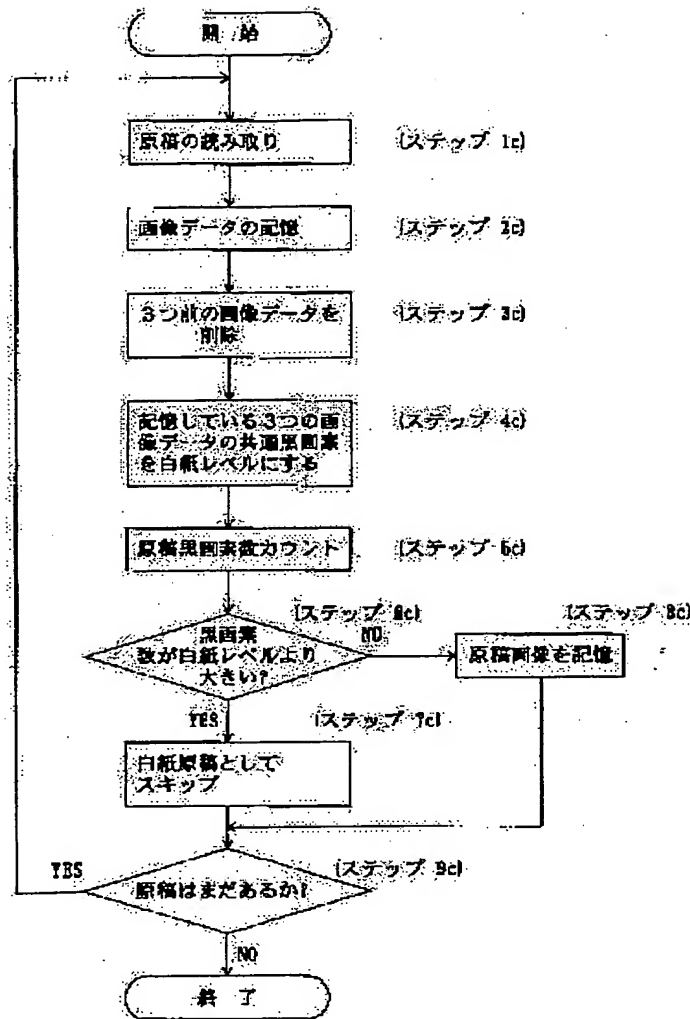 開 始
原稿の読み取り
(ステップ 1c)
画像データの記憶
(ステップ 2c)
3つ前の画像データを
削除
(ステップ 3c)
記憶している3つの画
像データの共通黒画素
を白紙レベルにする
(ステップ 4c)
原稿黒画素数カウント
(ステップ 5c)
(ステップ 6c)
黒画素
数が白紙レベルより
大きい?
NO
(ステップ 8c)
原稿画像を記憶
YES
(ステップ 7c)
白紙原稿として
スキップ
YES
(ステップ 9c)
原稿はまだあるか?
NO
終 了